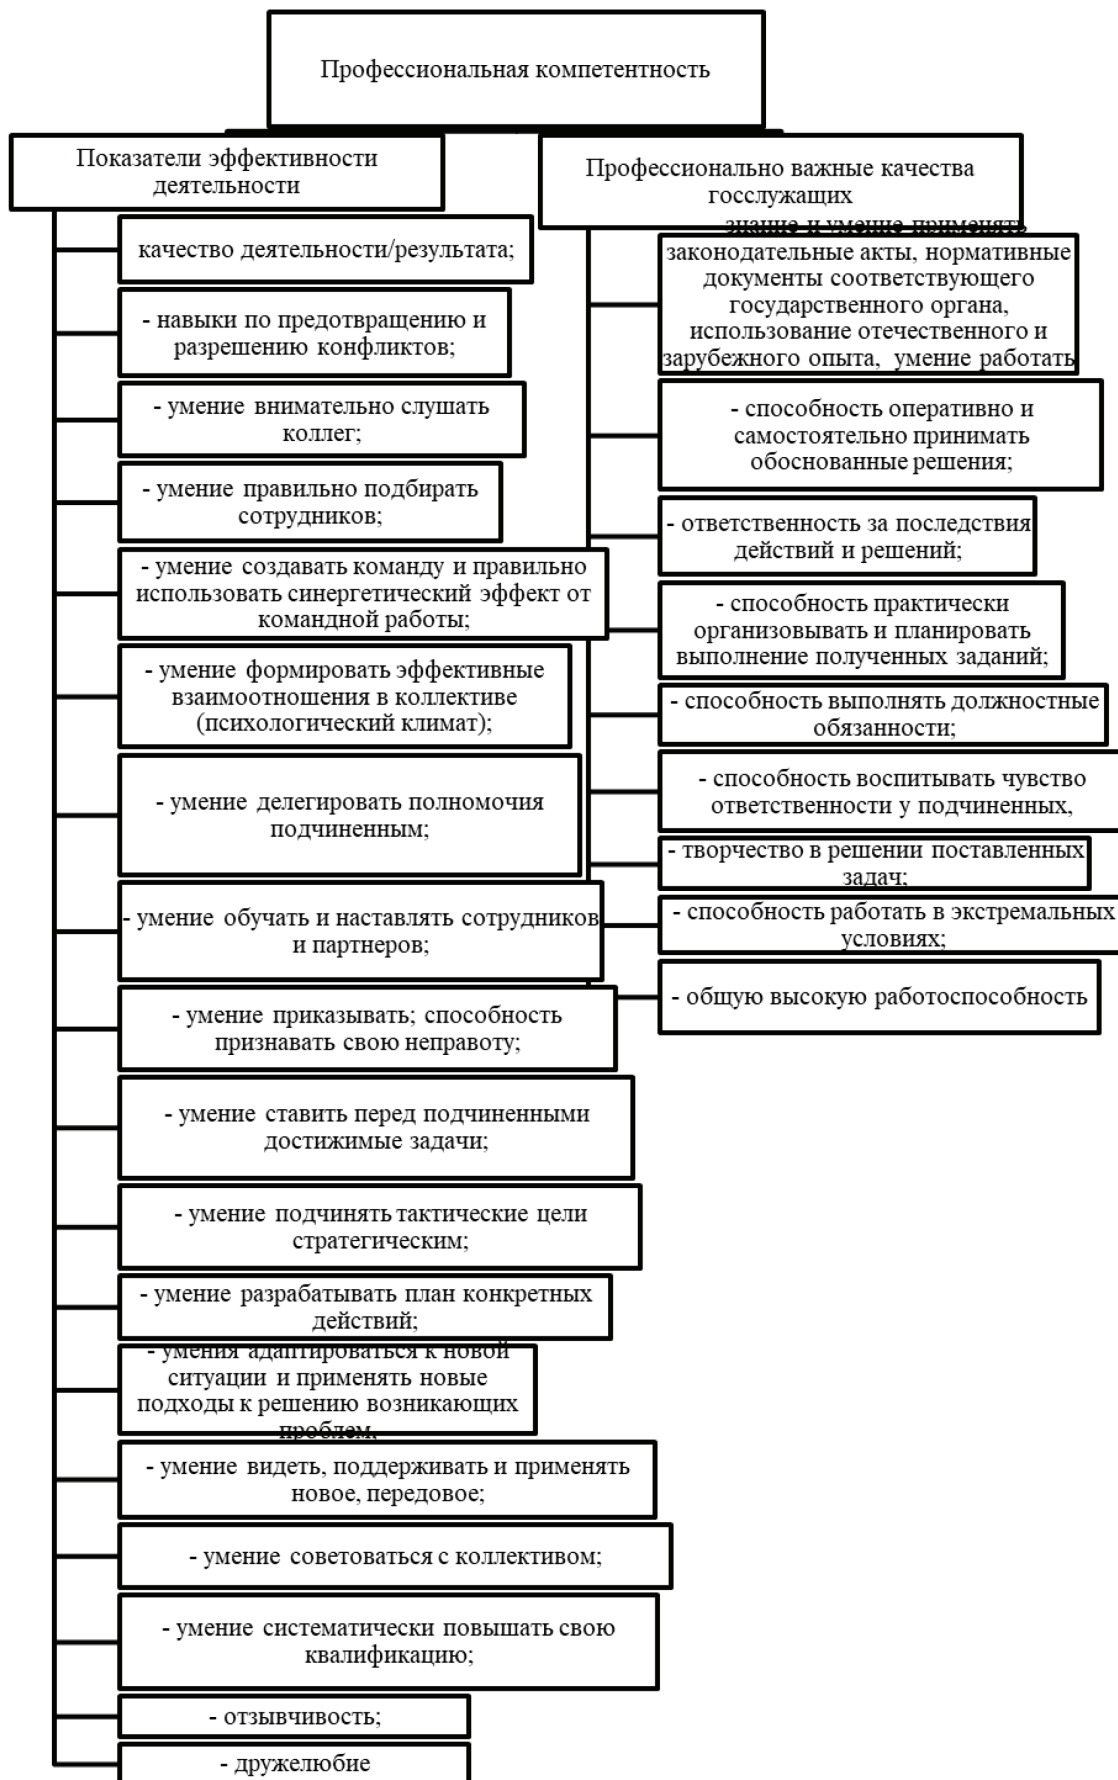 Профессиональная компетентность
Показатели эффективности
деятельности
качество деятельности/результата;
- навыки по предотвращению и
разрешению конфликтов;
- умение внимательно слушать
коллег;
- умение правильно подбирать
сотрудников;
- умение создавать команду и правильно
использовать синергетический эффект от
командной работы;
- умение формировать эффективные
взаимоотношения в коллективе
(психологический климат);
- умение делегировать полномочия
подчиненным;
- умение обучать и наставлять сотрудников
и партнеров;
- умение приказывать; способность
признавать свою неправоту;
- умение ставить перед подчиненными
достижимые задачи;
- умение подчинять тактические цели
стратегическим;
- умение разрабатывать план конкретных
действий;
- умения адаптироваться к новой
ситуации и применять новые
подходы к решению возникающих
проблем,
- умение видеть, поддерживать и применять
новое, передовое;
- умение советоваться с коллективом;
- умение систематически повышать свою
квалификацию;
- отзывчивость;
- дружелюбие
Профессионально важные качества
госслужащих
знание и умение применять
законодательные акты, нормативные
документы соответствующего
государственного органа,
использование отечественного и
зарубежного опыта, умение работать
- способность оперативно и
самостоятельно принимать
обоснованные решения;
- ответственность за последствия
действий и решений;
- способность практически
организовывать и планировать
выполнение полученных заданий;
- способность выполнять должностные
обязанности;
- способность воспитывать чувство
ответственности у подчиненных,
- творчество в решении поставленных
задач;
- способность работать в экстремальных
условиях;
- общую высокую работоспособность